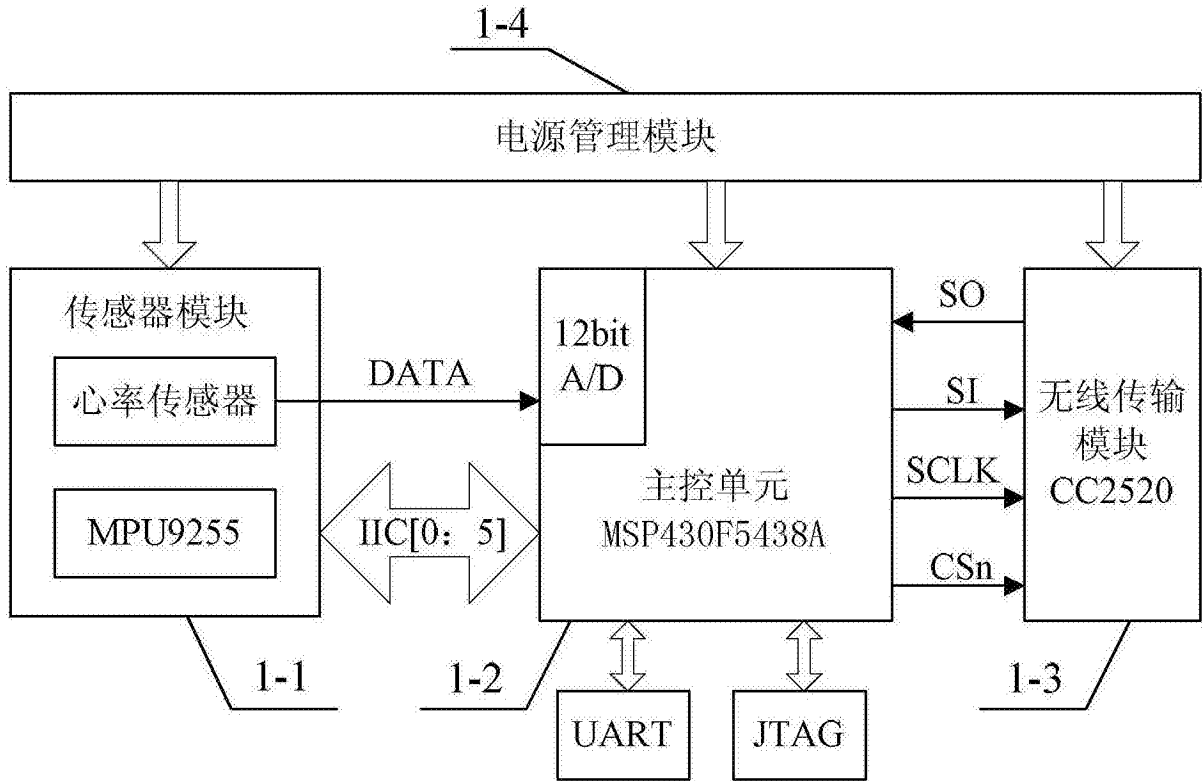 1-4
电源管理模块
传感器模块
心率传感器
MPU9255
DATA
IIC[0：5]
12bit
A/D
主控单元
MSP430F5438A
SO
SI
SCLK
CSn
无线传输
模块
CC2520
1-1
1-2
1-3
UART
JTAG